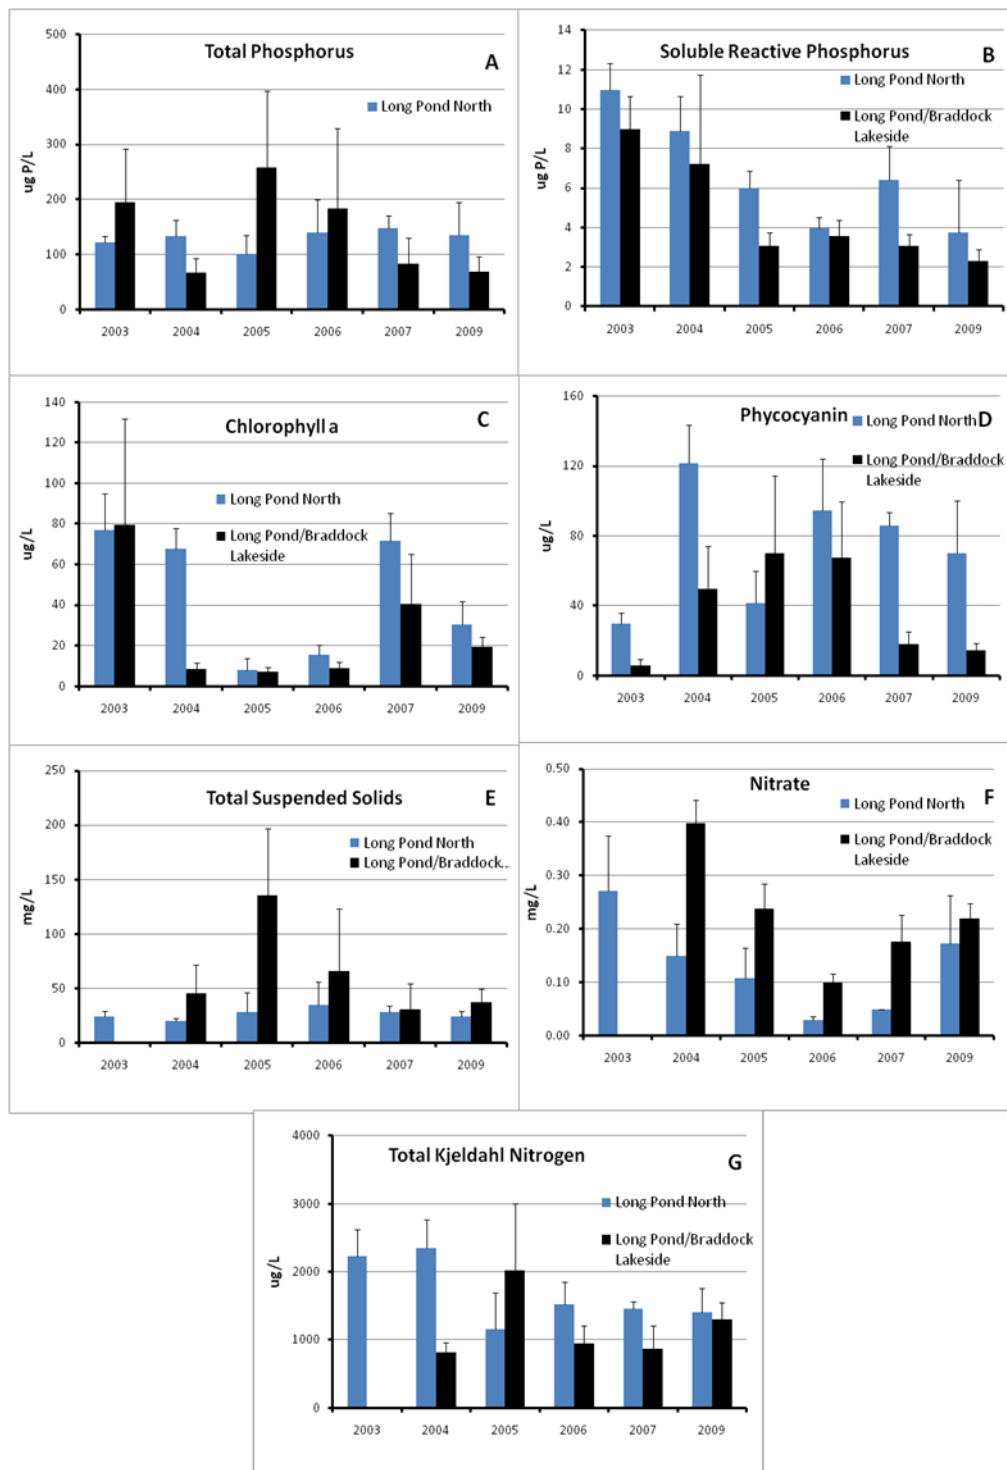 Total Phosphorus
A
ug P/L
500
400
300
200
100
0
Long Pond North
2003 2004 2005 2006 2007 2009
Soluble Reactive Phosphorus
B
ug P/L
14
12
10
8
6
4
2
0
Long Pond North
Long Pond/Braddock
Lakeside
2003 2004 2005 2006 2007 2009
Chlorophyll a
C
ug/L
140
120
100
80
60
40
20
0
Long Pond North
Long Pond/Braddock
Lakeside
2003 2004 2005 2006 2007 2009
Phycocyanin
D
ug/L
160
120
80
40
0
Long Pond North
Long Pond/Braddock
Lakeside
2003 2004 2005 2006 2007 2009
Total Suspended Solids
E
mg/L
250
200
150
100
50
0
Long Pond North
Long Pond/Braddock...
2003 2004 2005 2006 2007 2009
Nitrate
F
mg/L
0.50
0.40
0.30
0.20
0.10
0.00
Long Pond North
Long Pond/Braddock
Lakeside
2003 2004 2005 2006 2007 2009
Total Kjeldahl Nitrogen
G
ug/L
4000
3000
2000
1000
0
Long Pond North
Long Pond/Braddock
Lakeside
2003 2004 2005 2006 2007 2009